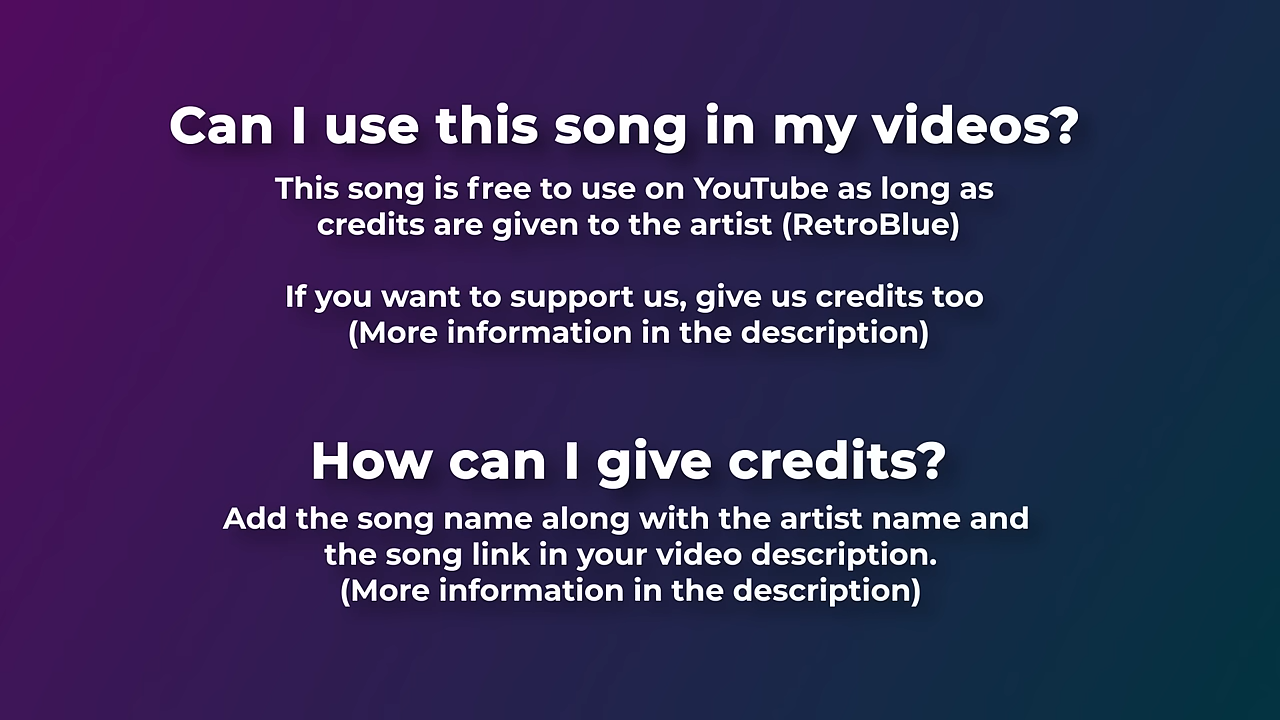 Can I use this song in my videos?
This song is free to use on YouTube as long as
credits are given to the artist (RetroBlue)
If you want to support us, give us credits too
(More information in the description)
How can I give credits?
Add the song name along with the artist name and
the song link in your video description.
(More information in the description)